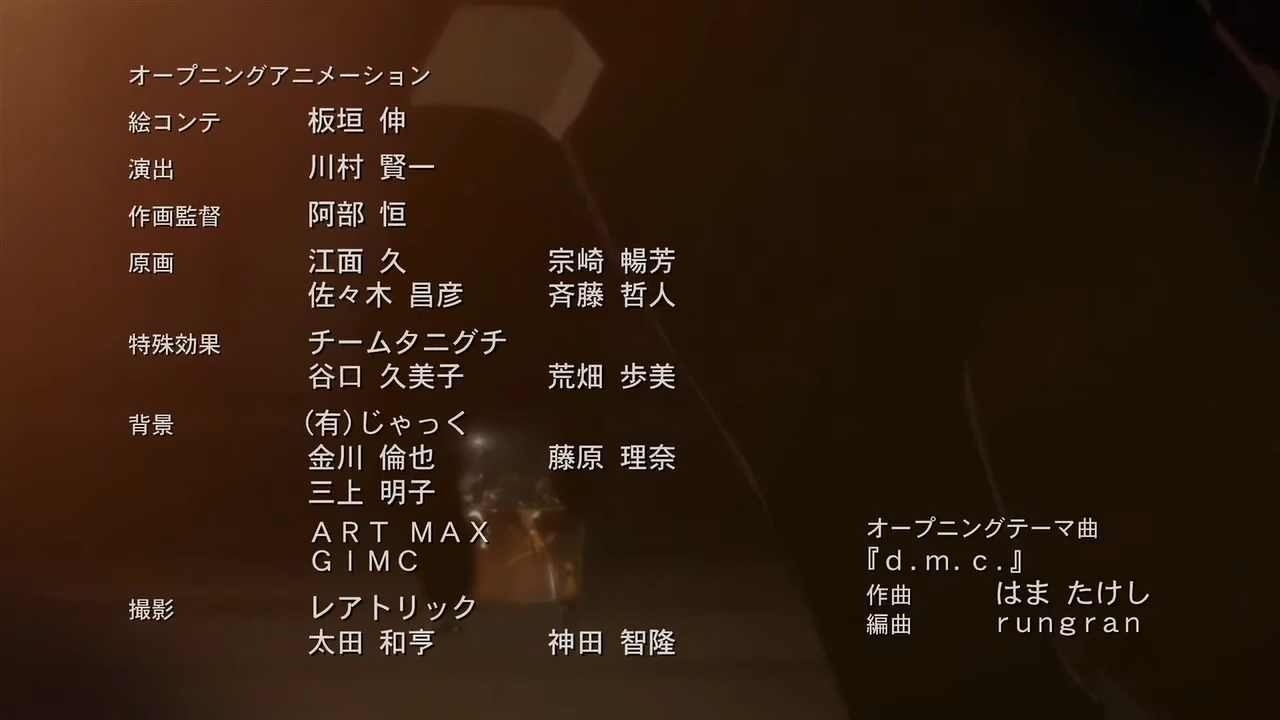 オープニングアニメーション
絵コンテ 板垣 伸
演出 川村 賢一
作画監督 阿部 恒
原画 江面 久 宗崎 暢芳
佐々木 昌彦 斉藤 哲人
特殊効果 チームタニグチ
谷口 久美子 荒畑 歩美
背景 (有)じゃっく
金川 倫也 藤原 理奈
三上 明子
ＡＲＴ ＭＡＸ
ＧＩＭＣ
撮影 レアトリック
太田 和亨 神田 智隆
オープニングテーマ曲
『ｄ.ｍ.ｃ.』
作曲 はま たけし
編曲 ｒｕｎｇｒａｎ